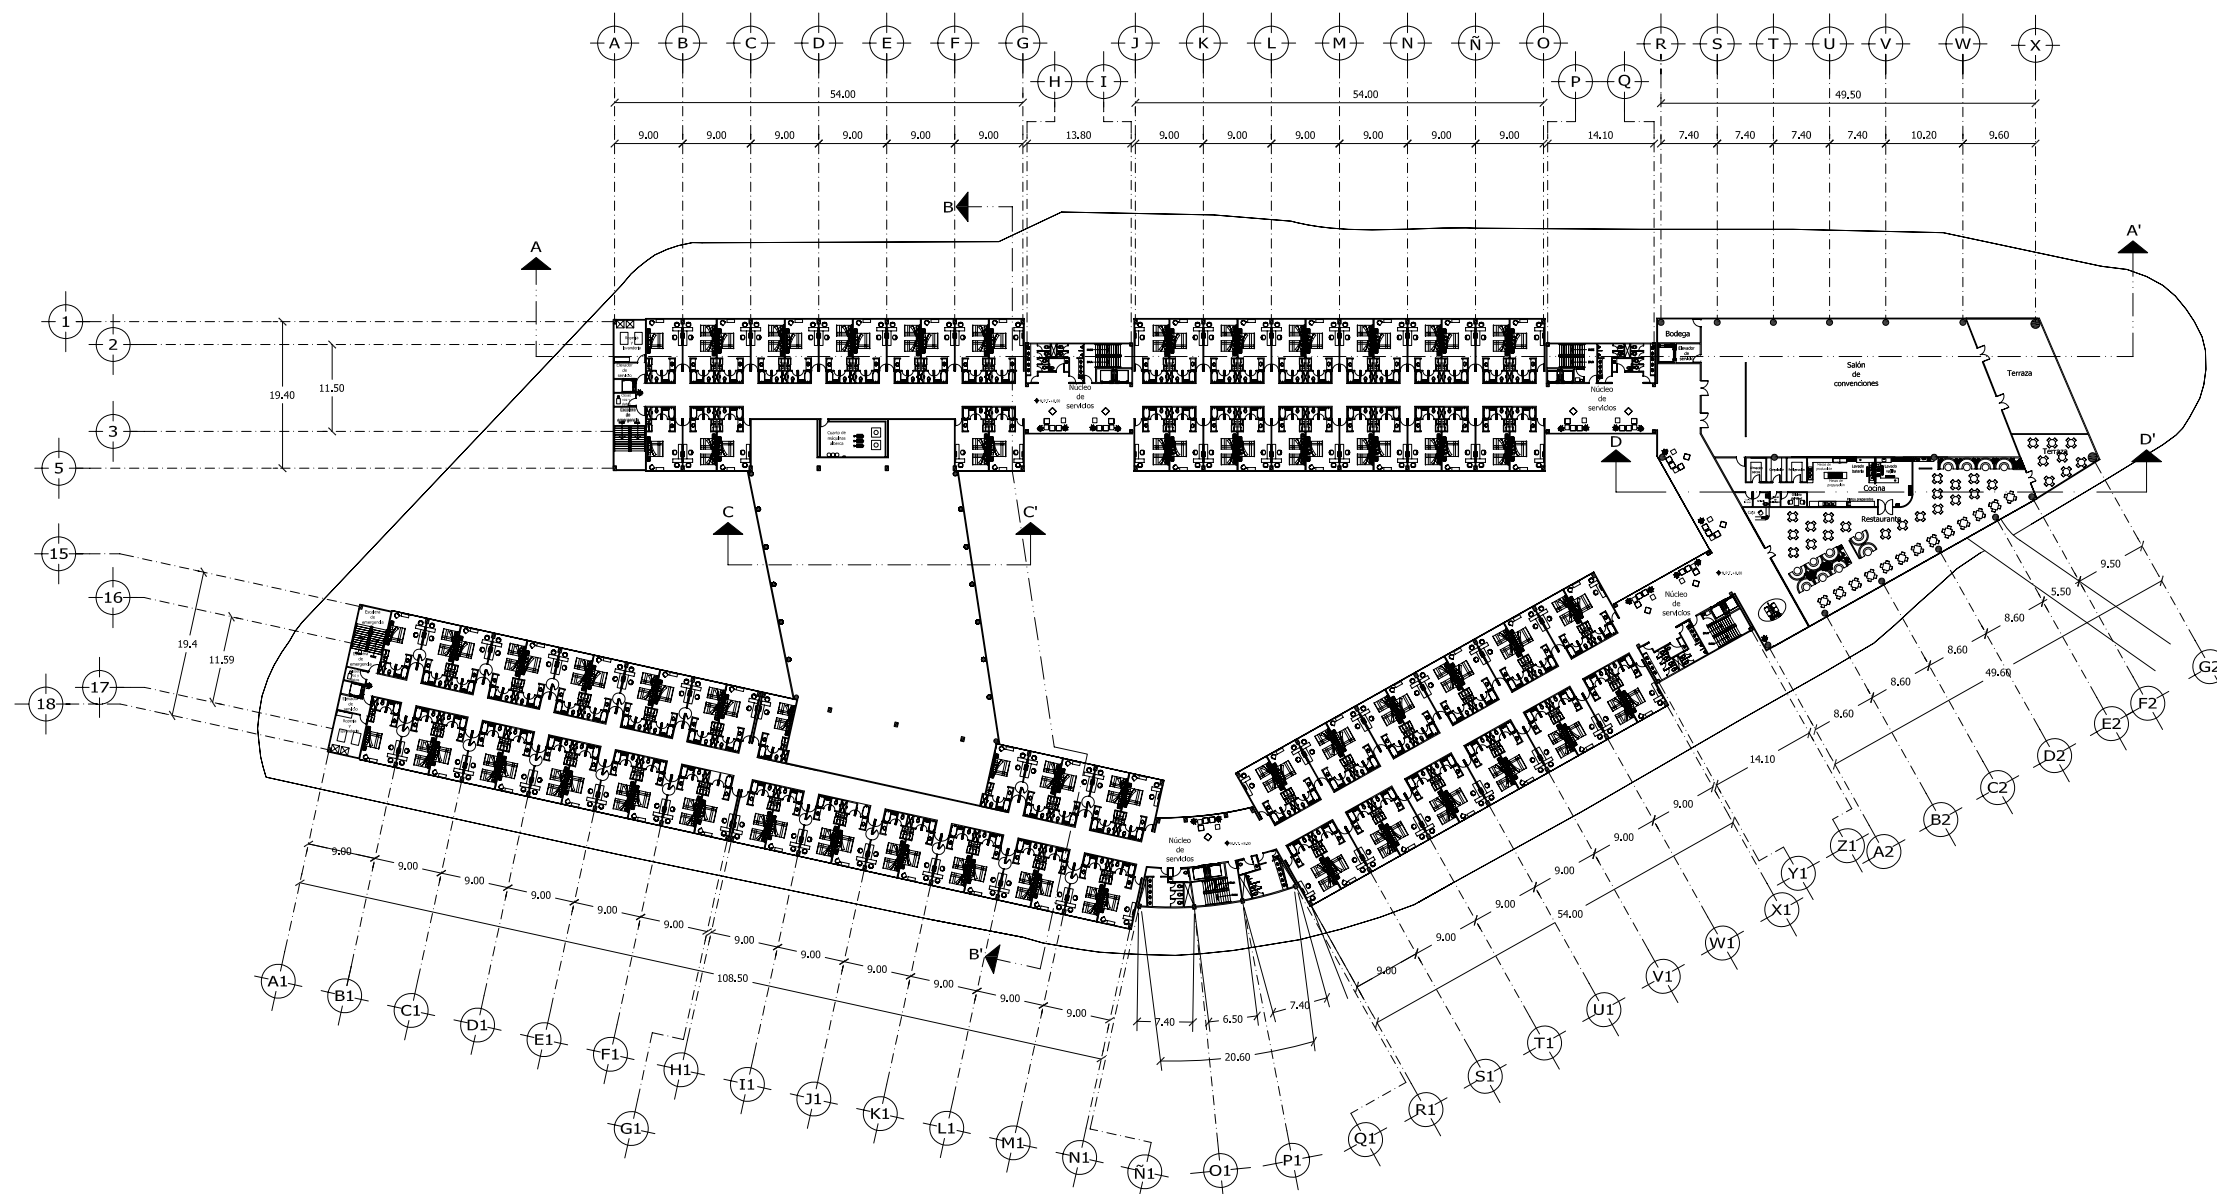 A B C D E F G J K L M N Ñ O R S T U V W X
H I P Q
54.00 54.00 49.50
9.00 9.00 9.00 9.00 9.00 9.00 13.80 9.00 9.00 9.00 9.00 9.00 9.00 14.10 7.40 7.40 7.40 7.40 10.20 9.60
B
A A'
1
2
3
5
19.40
11.50
Bodega
Elevador de servicio
Salón
de
convenciones
Terraza
Núcleo
de
servicios
Núcleo
de
servicios
Cuarto de
máquinas
D D'
Terraza
Cocina
Restaurante
C C'
15
16
17
18
19.4
11.59
Escalera
de
emergencia
Núcleo
de
servicios
Núcleo
de
servicios
9.50
5.50
8.60
8.60
8.60
8.60
49.60
14.10
9.00
9.00
9.00
9.00
9.00
9.00
54.00
G2
F2
E2
D2
C2
B2
A2
Z1
Y1
X1
W1
V1
U1
T1
S1
R1
Q1
9.00 9.00 9.00 9.00 9.00 9.00 9.00 9.00 9.00 9.00 9.00 9.00
108.50
B'
7.40 6.50 7.40
20.60
A1
B1
C1
D1
E1
F1
H1
G1
I1
J1
K1
L1
M1
N1
Ñ1
O1
P1